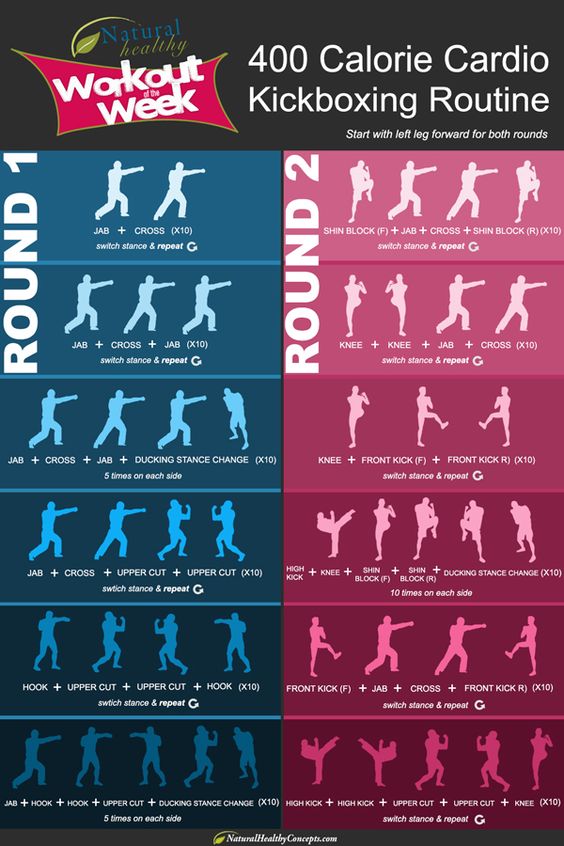 Natural
healthy
Workout
of the
Week
400 Calorie Cardio
Kickboxing Routine
Start with left leg forward for both rounds
ROUND 1
JAB + CROSS (X10)
switch stance & repeat
JAB + CROSS + JAB (X10)
switch stance & repeat
JAB + CROSS + JAB + DUCKING STANCE CHANGE (X10)
5 times on each side
JAB + CROSS + UPPER CUT + UPPER CUT (X10)
swtich stance & repeat
HOOK + UPPER CUT + UPPER CUT + HOOK (X10)
swtich stance & repeat
JAB + HOOK + HOOK + UPPER CUT + DUCKING STANCE CHANGE (X10)
5 times on each side
ROUND 2
SHIN BLOCK (F) + JAB + CROSS + SHIN BLOCK (R) (X10)
switch stance & repeat
KNEE + KNEE + JAB + CROSS (X10)
switch stance & repeat
KNEE + FRONT KICK (F) + FRONT KICK R) (X10)
switch stance & repeat
HIGH KICK + KNEE + SHIN BLOCK (F) + SHIN BLOCK (R) + DUCKING STANCE CHANGE (X10)
10 times on each side
FRONT KICK (F) + JAB + CROSS + FRONT KICK R) (X10)
switch stance & repeat
HIGH KICK + HIGH KICK + UPPER CUT + UPPER CUT + KNEE (X10)
switch stance & repeat
NaturalHealthyConcepts.com